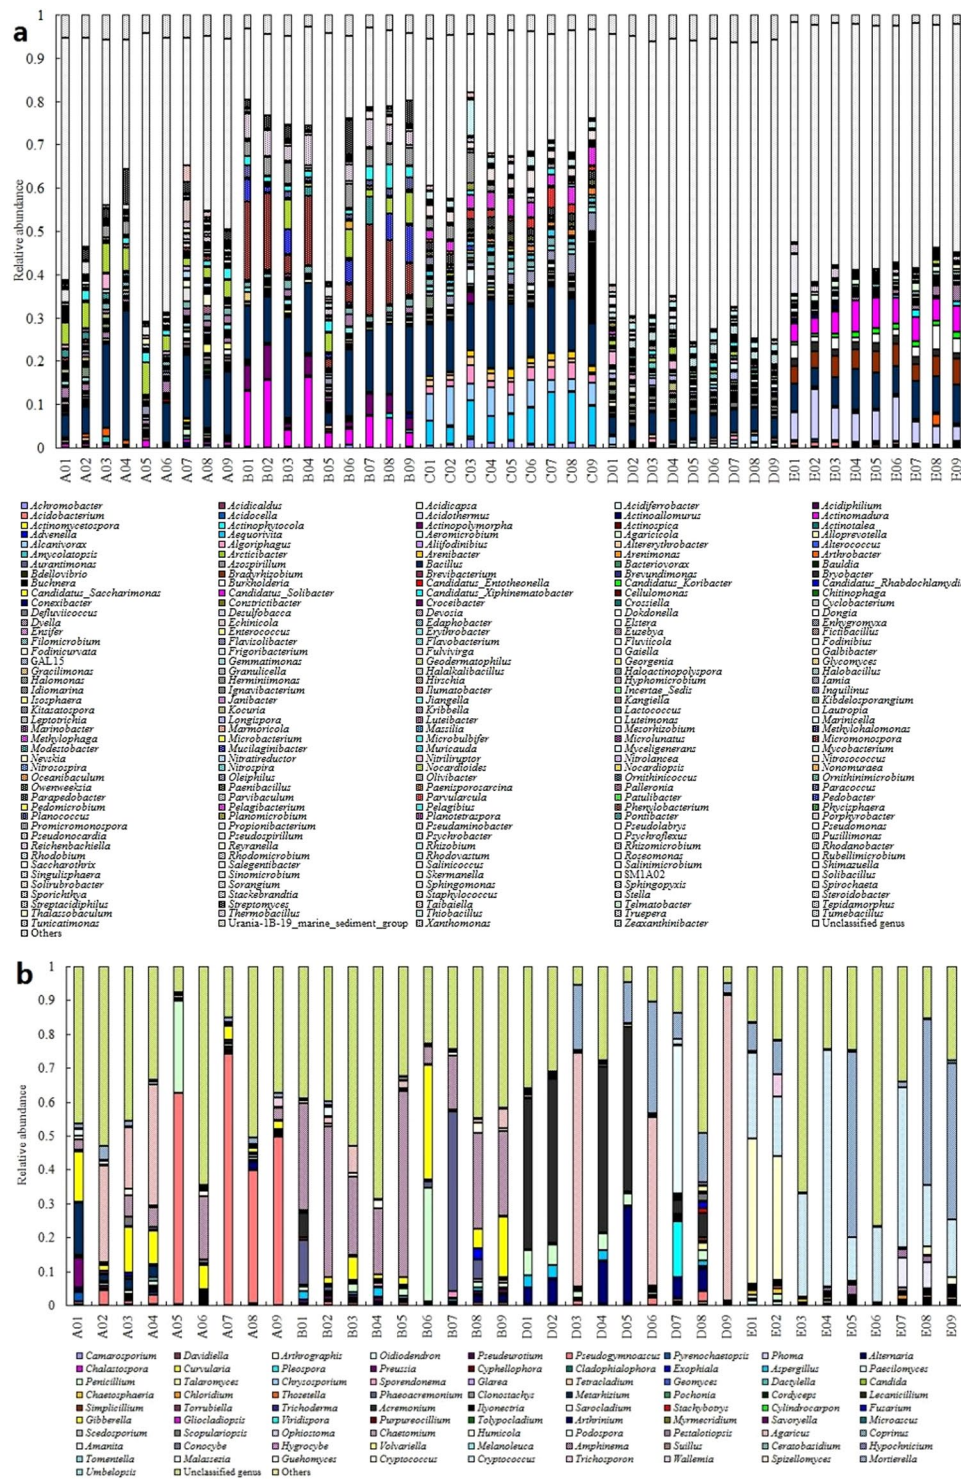 a
Relative abundance
1
0.9
0.8
0.7
0.6
0.5
0.4
0.3
0.2
0.1
0
A01 A02 A03 A04 A05 A06 A07 A08 A09 B01 B02 B03 B04 B05 B06 B07 B08 B09 C01 C02 C03 C04 C05 C06 C07 C08 C09 D01 D02 D03 D04 D05 D06 D07 D08 D09 E01 E02 E03 E04 E05 E06 E07 E08 E09
Achromobacter Acidicaldus Acidicapsa Acidiferrobacter Acidiphilium
Acidobacterium Acidocella Acidothermus Actinoallomurus Actinomadura
Actinomycetospora Actinophytocola Actinopolymorpha Actinospica Actinotalea
Advenella Aequorivita Aeromicrobium Agaricicola Alloprevotella
Alcanivorax Algoriphagus Aliifodinibius Altererythrobacter Alterococcus
Amycolatopsis Arcticibacter Arenibacter Arenimonas Arthrobacter
Aurantimonas Azospirillum Bacillus Bacteriovorax Bauldia
Bdellovibrio Bradyrhizobium Brevibacterium Brevundimonas Bryobacter
Buchnera Burkholderia Candidatus_Entotheonella Candidatus_Koribacter Candidatus_Rhabdochlamydi
Candidatus_Saccharimonas Candidatus_Solibacter Candidatus_Xiphinematobacter Cellulomonas Chitinophaga
Conexibacter Constrictibacter Croceibacter Crossiella Cyclobacterium
Defluviicoccus Desulfobacca Devosia Dokdonella Dongia
Dyella Echinicola Edaphobacter Elstera Enhygromyxa
Ensifer Enterococcus Erythrobacter Euzebya Fictibacillus
Filomicrobium Flavisolibacter Flavobacterium Fluviicola Fodinibius
Fodinicurvata Frigoribacterium Fulvivirga Gaiella Galbibacter
GAL15 Gemmatimonas Geodermatophilus Georgenia Glycomyces
Gracilimonas Granulicella Halalkalibacillus Haloactinopolyspora Halobacillus
Halomonas Herminiimonas Hirschia Hyphomicrobium Iamia
Idiomarina Ignavibacterium Ilumatobacter Incertae_Sedis Inquilinus
Isosphaera Janibacter Jiangella Kangiella Kibdelosporangium
Kitasatospora Kocuria Kribbella Lactococcus Lautropia
Leptotrichia Longispora Luteibacter Luteimonas Marinicella
Marinobacter Marmoricola Massilia Mesorhizobium Methylohalomonas
Methylophaga Microbacterium Microbulbifer Microlunatus Micromonospora
Modestobacter Mucilaginibacter Muricauda Myceligenerans Mycobacterium
Nevskia Nitratireductor Nitriliruptor Nitrolancea Nitrosococcus
Nitrosospira Nitrospira Nocardioides Nocardiopsis Nonomuraea
Oceanibaculum Oleiphilus Olivibacter Ornithinicoccus Ornithinimicrobium
Owenweeksia Paenibacillus Paenisporosarcina Palleronia Paracoccus
Parapedobacter Parvibaculum Parvularcula Patulibacter Pedobacter
Pedomicrobium Pelagibacterium Pelagibius Phenylobacterium Phycisphaera
Planococcus Planomicrobium Planotetraspora Pontibacter Porphyrobacter
Promicromonospora Propionibacterium Pseudaminobacter Pseudolabrys Pseudomonas
Pseudonocardia Pseudospirillum Psychrobacter Psychroflexus Pusillimonas
Reichenbachiella Reyranella Rhizobium Rhizomicrobium Rhodanobacter
Rhodobium Rhodomicrobium Rhodovastum Roseomonas Rubellimicrobium
Saccharothrix Salegentibacter Salinicoccus Salinimicrobium Shimazuella
Singulisphaera Sinomicrobium Skermanella SM1A02 Solibacillus
Solirubrobacter Sorangium Sphingomonas Sphingopyxis Spirochaeta
Sporichthya Stackebrandtia Staphylococcus Stella Steroidobacter
Streptacidiphilus Streptomyces Taibaiella Telmatobacter Tepidamorphus
Thalassobaculum Thermobacillus Thiobacillus Truepera Tumebacillus
Tunicatimonas Urania-1B-19_marine_sediment_group Xanthomonas Zeaxanthinibacter Unclassified genus
Others
b
Relative abundance
1
0.9
0.8
0.7
0.6
0.5
0.4
0.3
0.2
0.1
0
A01 A02 A03 A04 A05 A06 A07 A08 A09 B01 B02 B03 B04 B05 B06 B07 B08 B09 D01 D02 D03 D04 D05 D06 D07 D08 D09 E01 E02 E03 E04 E05 E06 E07 E08 E09
Camarosporium Davidiella Arthrographis Oidiodendron Pseudeurotium Pseudogymnoascus Pyrenochaetopsis Phoma Alternaria
Chalastospora Curvularia Pleospora Preussia Cyphellophora Cladophialophora Exophiala Aspergillus Paecilomyces
Penicillium Talaromyces Chrysosporium Sporendonema Glarea Tetracladium Geomyces Dactylella Candida
Chaetosphaeria Chloridium Thozetella Phaeoacremonium Clonostachys Metarhizium Pochonia Cordyceps Lecanicillium
Simplicillium Torrubiella Trichoderma Acremonium Ilyonectria Sarocladium Stachybotrys Cylindrocarpon Fusarium
Gibberella Gliocladiopsis Viridispora Purpureocillium Tolypocladium Arthrinium Myrmecridium Savoryella Microascus
Scedosporium Scopulariopsis Ophiostoma Chaetomium Humicola Podospora Pestalotiopsis Agaricus Coprinus
Amanita Conocybe Hygrocybe Volvariella Melanoleuca Amphinema Suillus Ceratobasidium Hypochnicium
Tomentella Malassezia Guehomyces Cryptococcus Cryptococcus Trichosporon Wallemia Spizellomyces Mortierella
Umbelopsis Unclassified genus Others